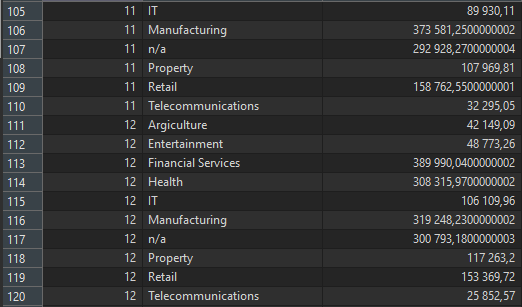 105 11 IT 89 930,11
106 11 Manufacturing 373 581,2500000002
107 11 n/a 292 928,2700000004
108 11 Property 107 969,81
109 11 Retail 158 762,5500000001
110 11 Telecommunications 32 295,05
111 12 Argiculture 42 149,09
112 12 Entertainment 48 773,26
113 12 Financial Services 389 990,0400000002
114 12 Health 308 315,9700000002
115 12 IT 106 109,96
116 12 Manufacturing 319 248,2300000002
117 12 n/a 300 793,1800000003
118 12 Property 117 263,2
119 12 Retail 153 369,72
120 12 Telecommunications 25 852,57